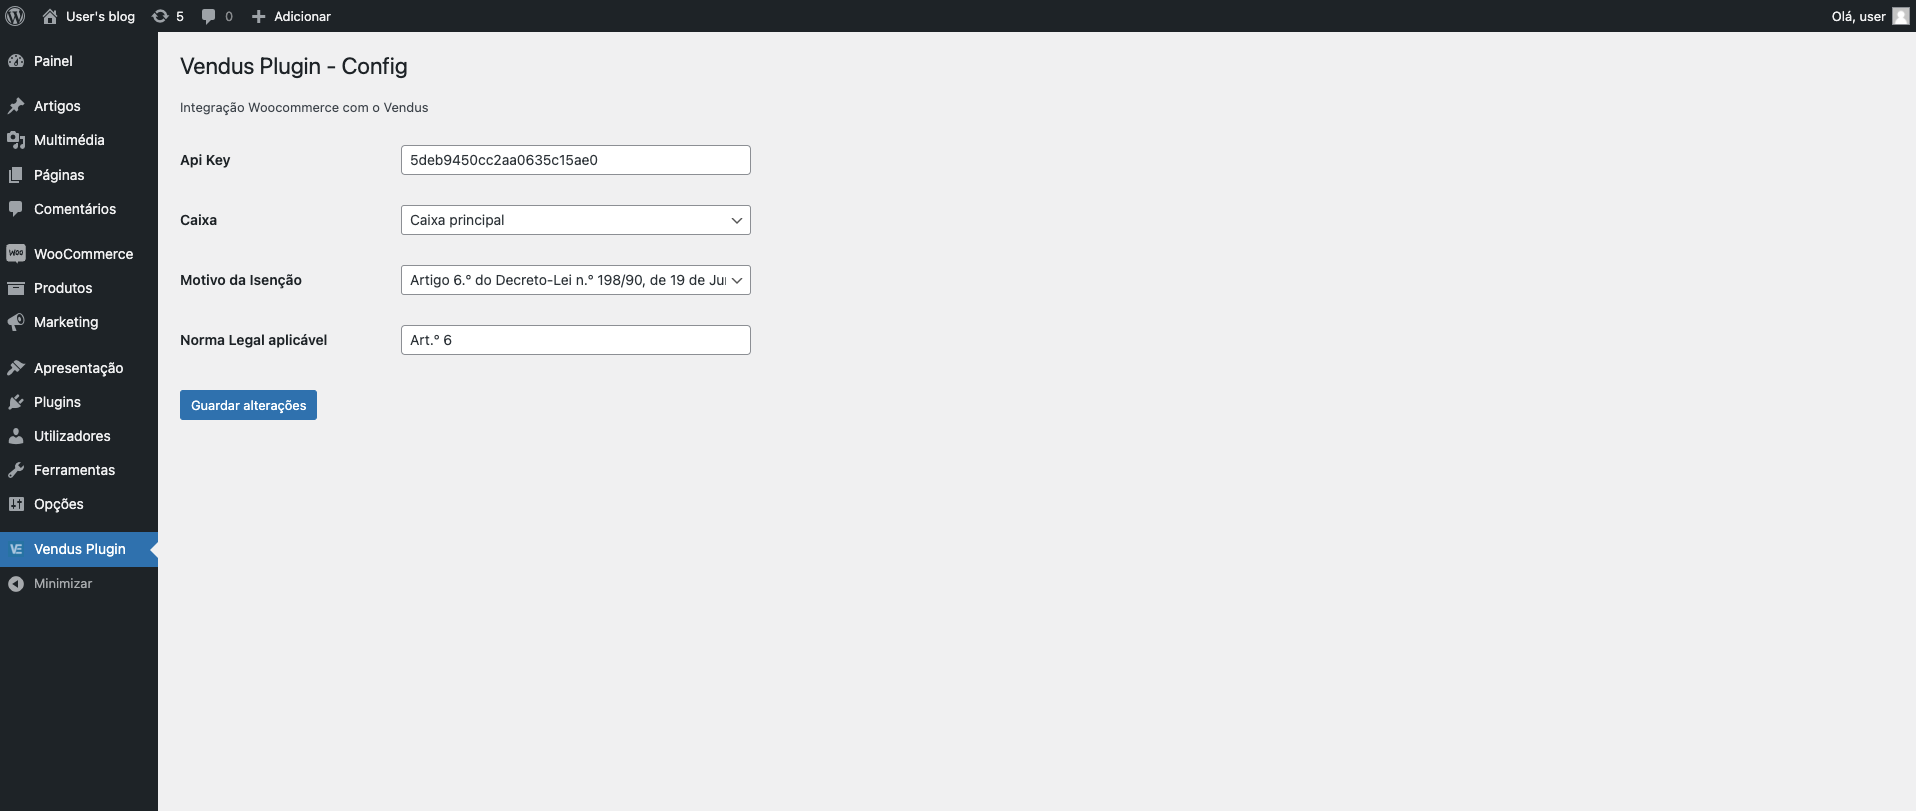 User's blog
5
0
Adicionar
Olá, user
Painel
Artigos
Multimédia
Páginas
Comentários
WooCommerce
Produtos
Marketing
Apresentação
Plugins
Utilizadores
Ferramentas
Opções
VE Vendus Plugin
Minimizar
Vendus Plugin - Config
Integração Woocommerce com o Vendus
Api Key
5deb9450cc2aa0635c15ae0
Caixa
Caixa principal
Motivo da Isenção
Artigo 6.º do Decreto-Lei n.º 198/90, de 19 de Ju
Norma Legal aplicável
Art.º 6
Guardar alterações